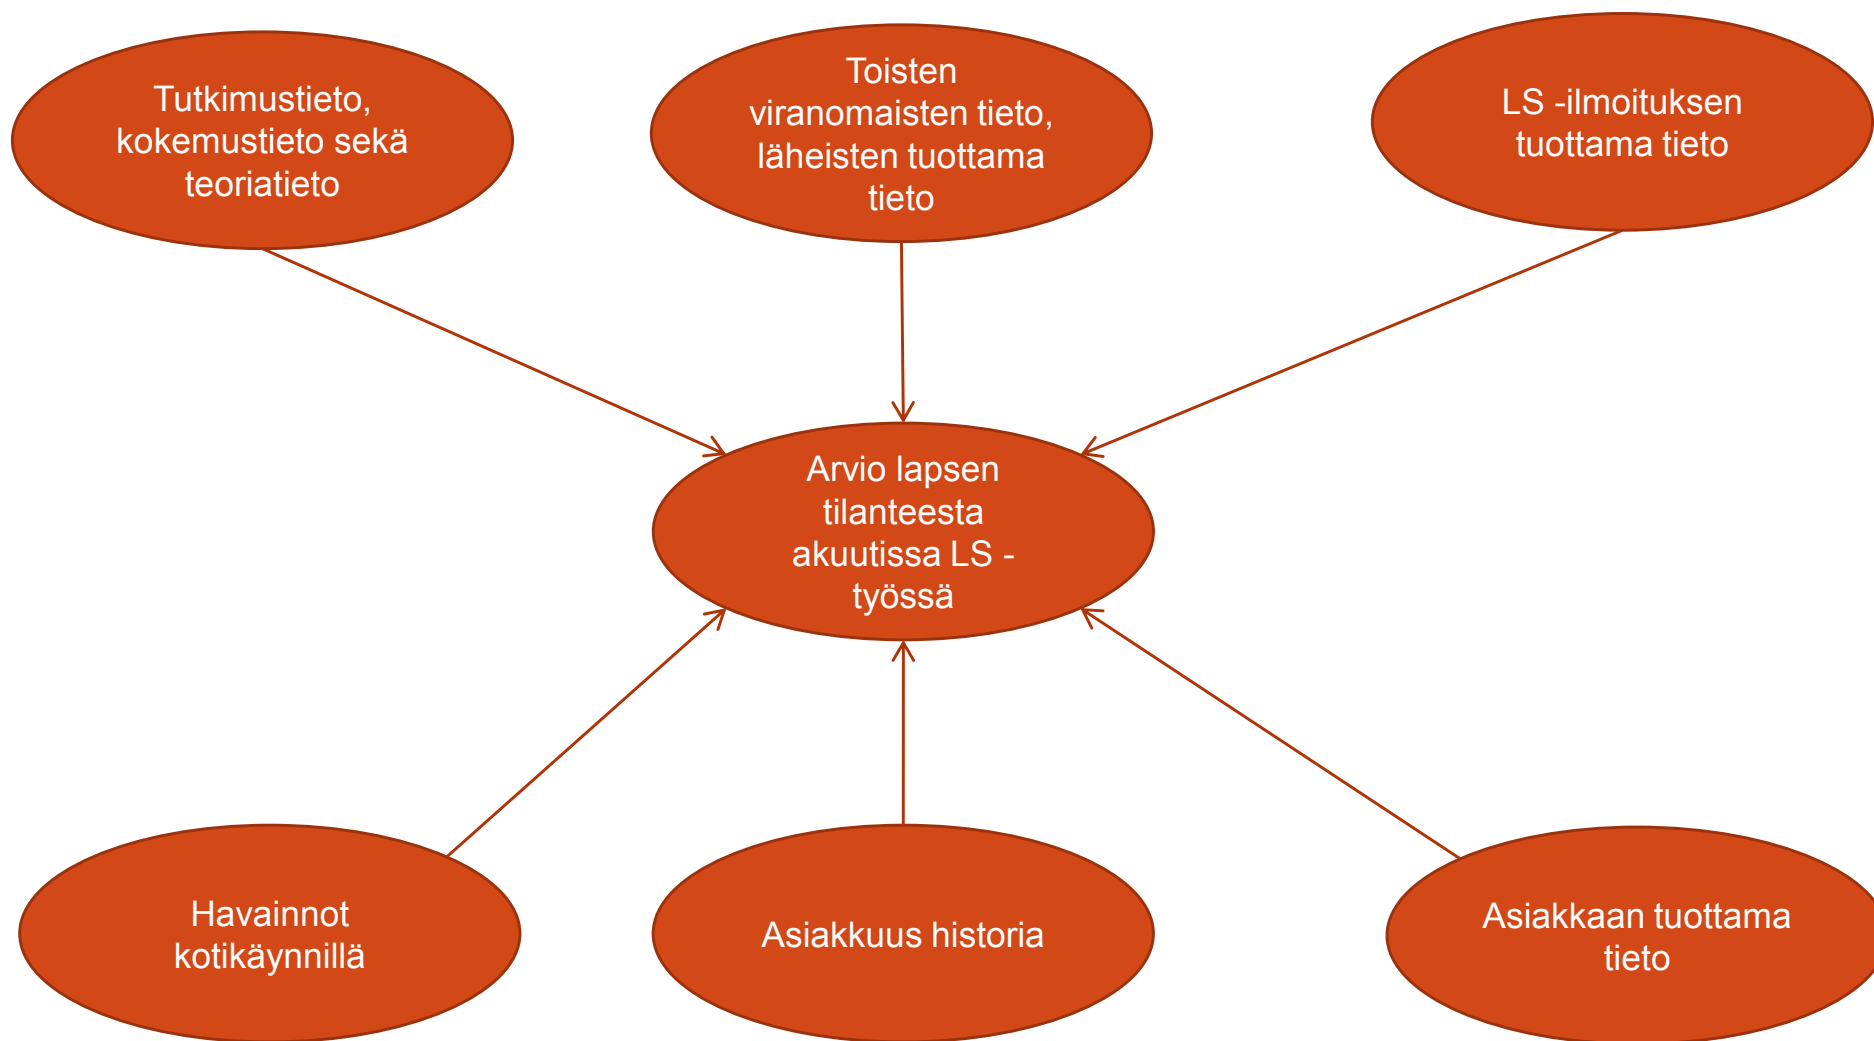 Tutkimustieto,
kokemustieto sekä
teoriatieto
Toisten
viranomaisten tieto,
läheisten tuottama
tieto
LS -ilmoituksen
tuottama tieto
Arvio lapsen
tilanteesta
akuutissa LS -
työssä
Havainnot
kotikäynnillä
Asiakkuus historia
Asiakkaan tuottama
tieto